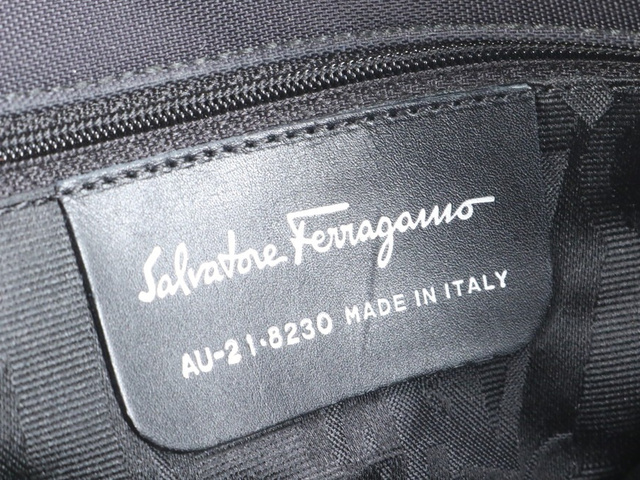 Salvatore Ferragamo
AU-21·8230 MADE IN ITALY